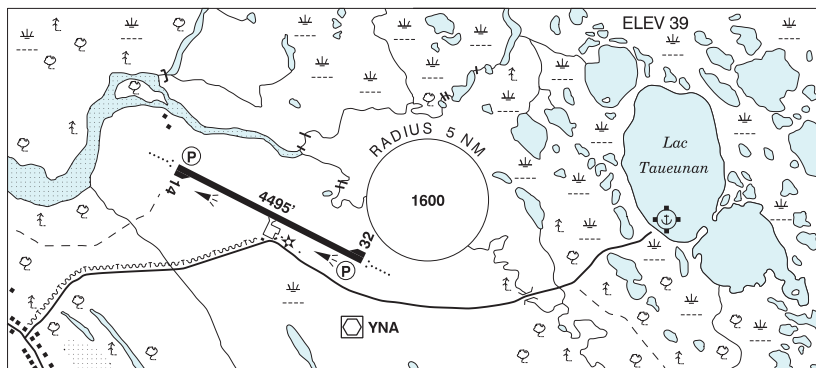 ELEV 39
RADIUS 5 NM
1600
Lac
Taueunan
P
14
4495'
32
P
YNA